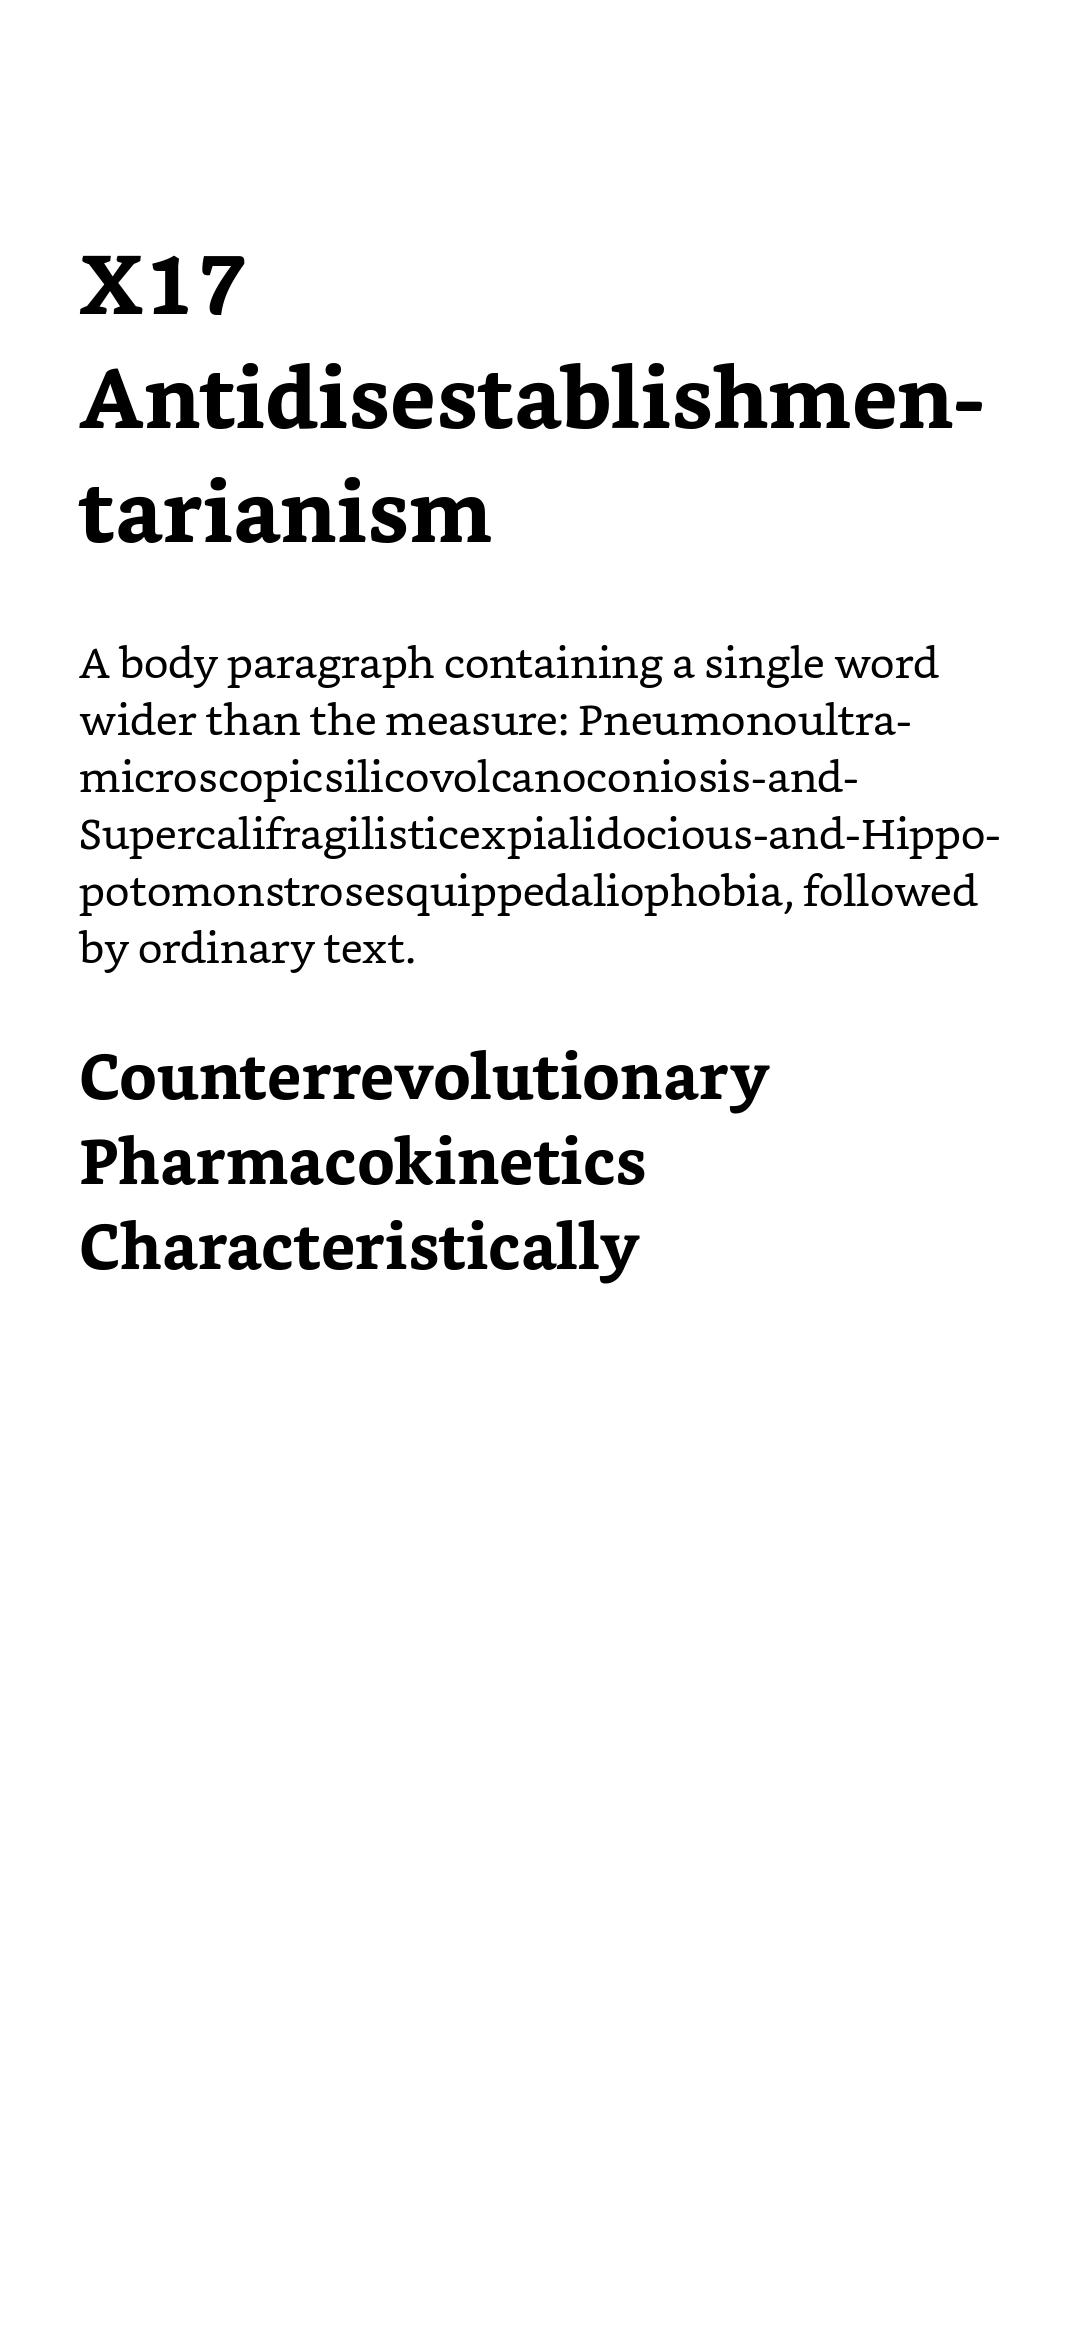 X17
Antidisestablishmen-
tarianism
A body paragraph containing a single word
wider than the measure: Pneumonoultra-
microscopicsilicovolcanoconiosis-and-
Supercalifragilisticexpialidocious-and-Hippo-
potomonstrosesquippedaliophobia, followed
by ordinary text.
Counterrevolutionary
Pharmacokinetics
Characteristically